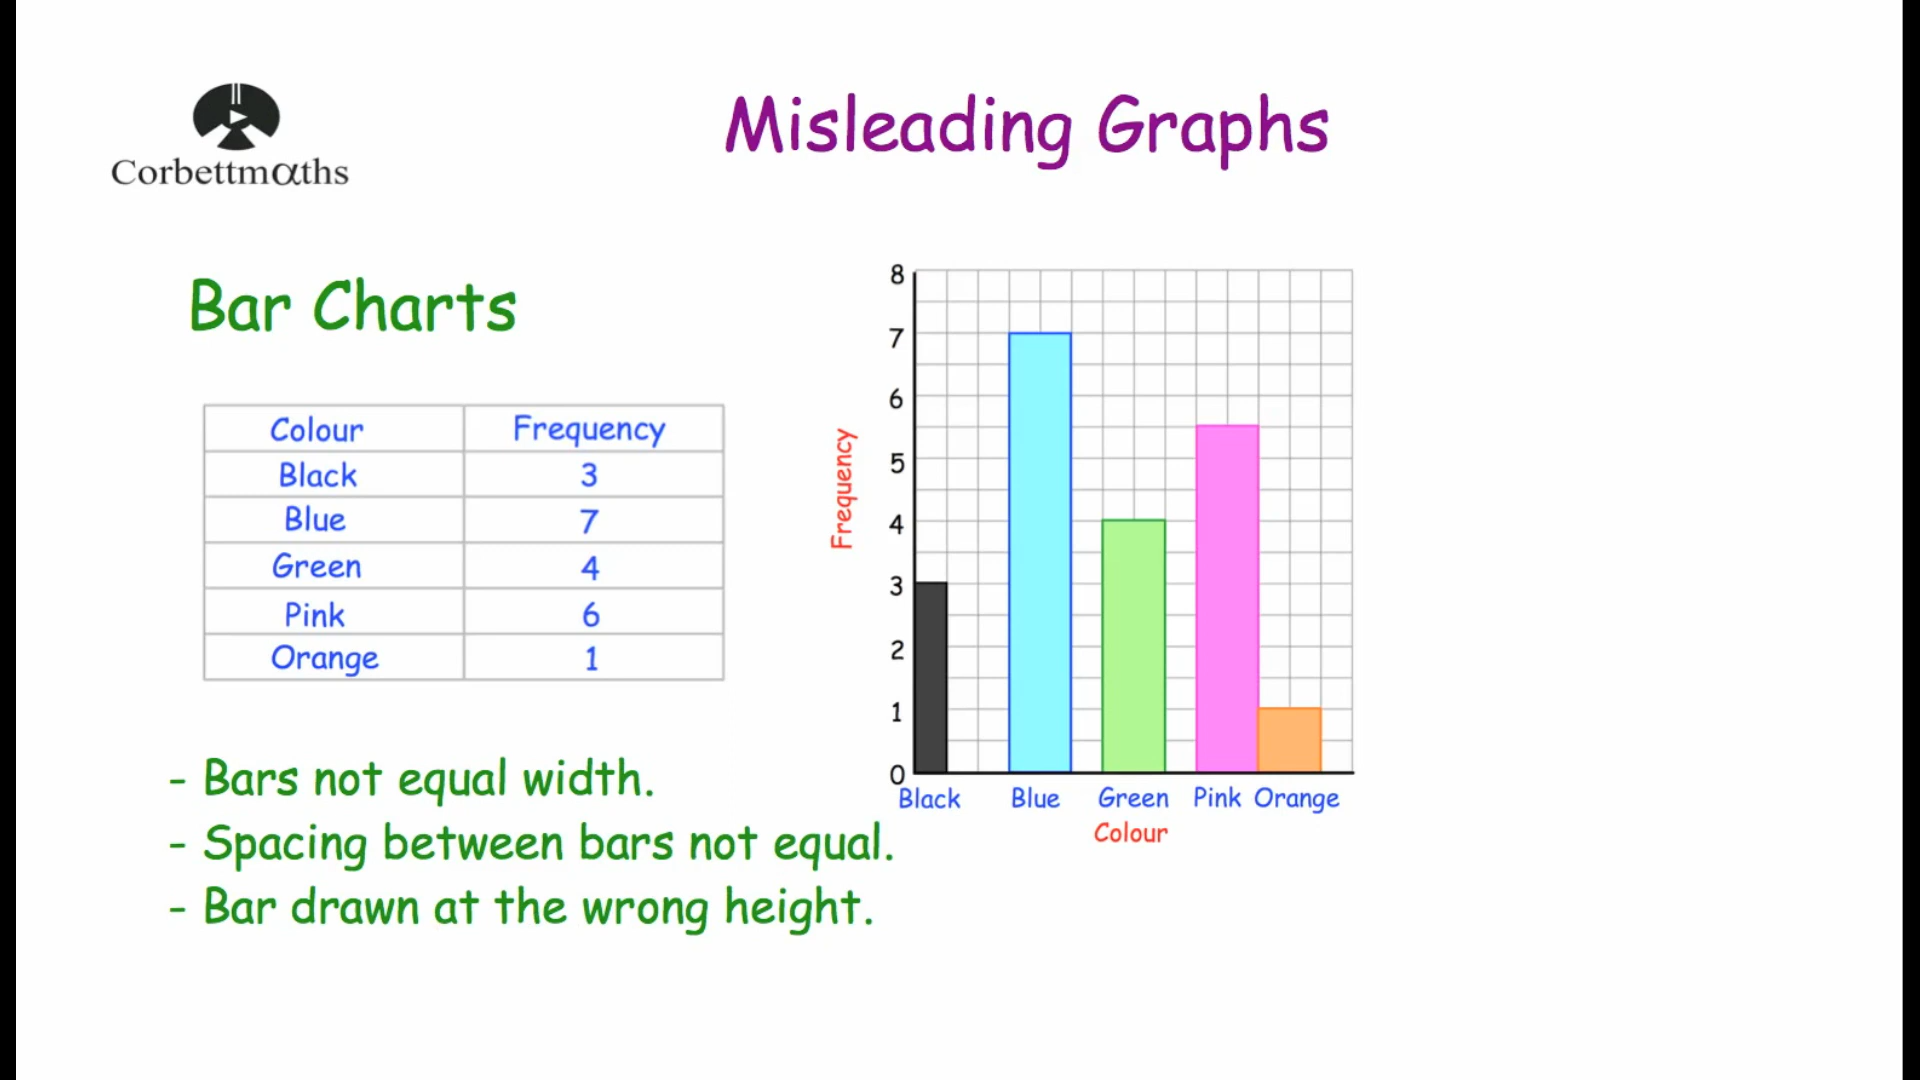 Corbettmαths
Misleading Graphs
Bar Charts
Colour Frequency
Black 3
Blue 7
Green 4
Pink 6
Orange 1
- Bars not equal width.
- Spacing between bars not equal.
- Bar drawn at the wrong height.
Frequency
8
7
6
5
4
3
2
1
0
Black Blue Green Pink Orange
Colour